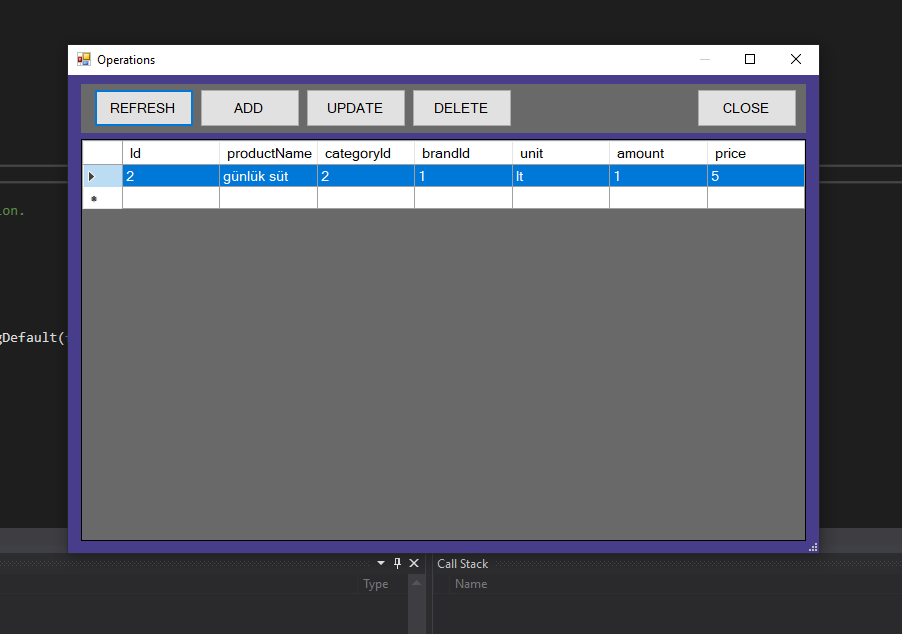 Operations
REFRESH ADD UPDATE DELETE CLOSE
Id productName categoryId brandId unit amount price
2 günlük süt 2 1 lt 1 5
ion.
gDefault(
Call Stack
Type Name